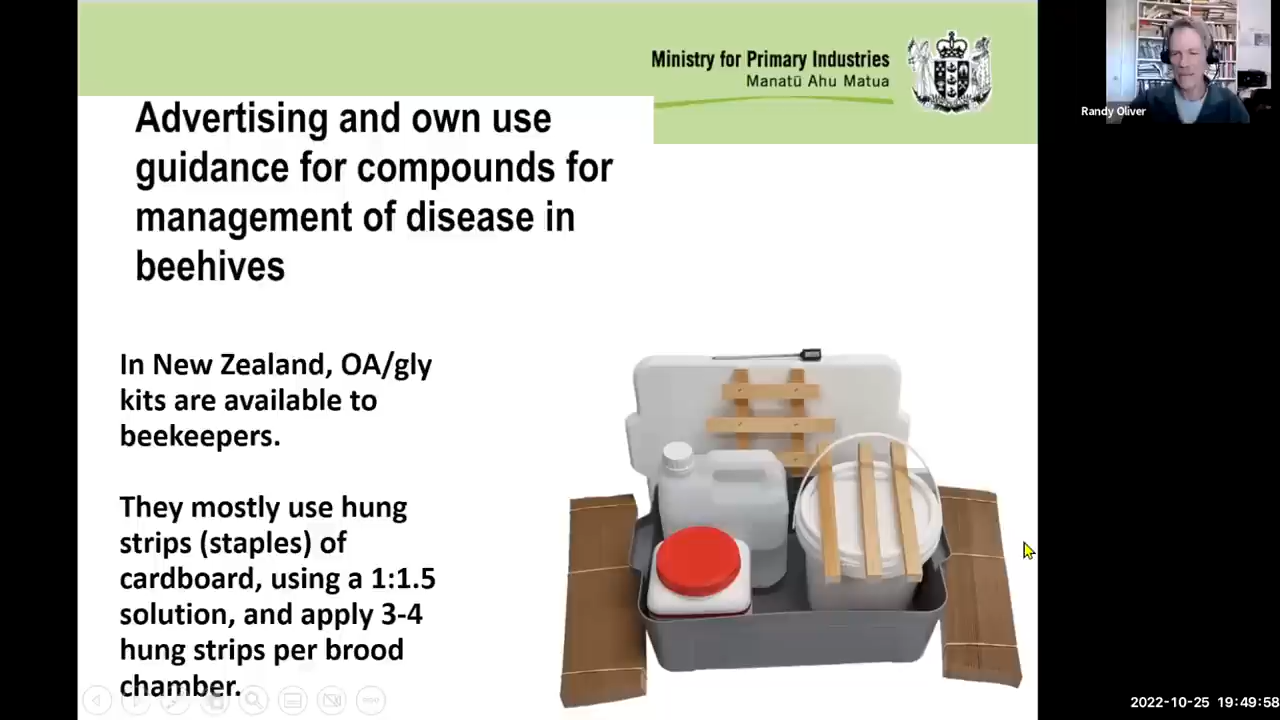 Ministry for Primary Industries
Manatū Ahu Matua
Advertising and own use
guidance for compounds for
management of disease in
beehives
In New Zealand, OA/gly
kits are available to
beekeepers.
They mostly use hung
strips (staples) of
cardboard, using a 1:1.5
solution, and apply 3-4
hung strips per brood
chamber.
Randy Oliver
2022-10-25 19:49:58